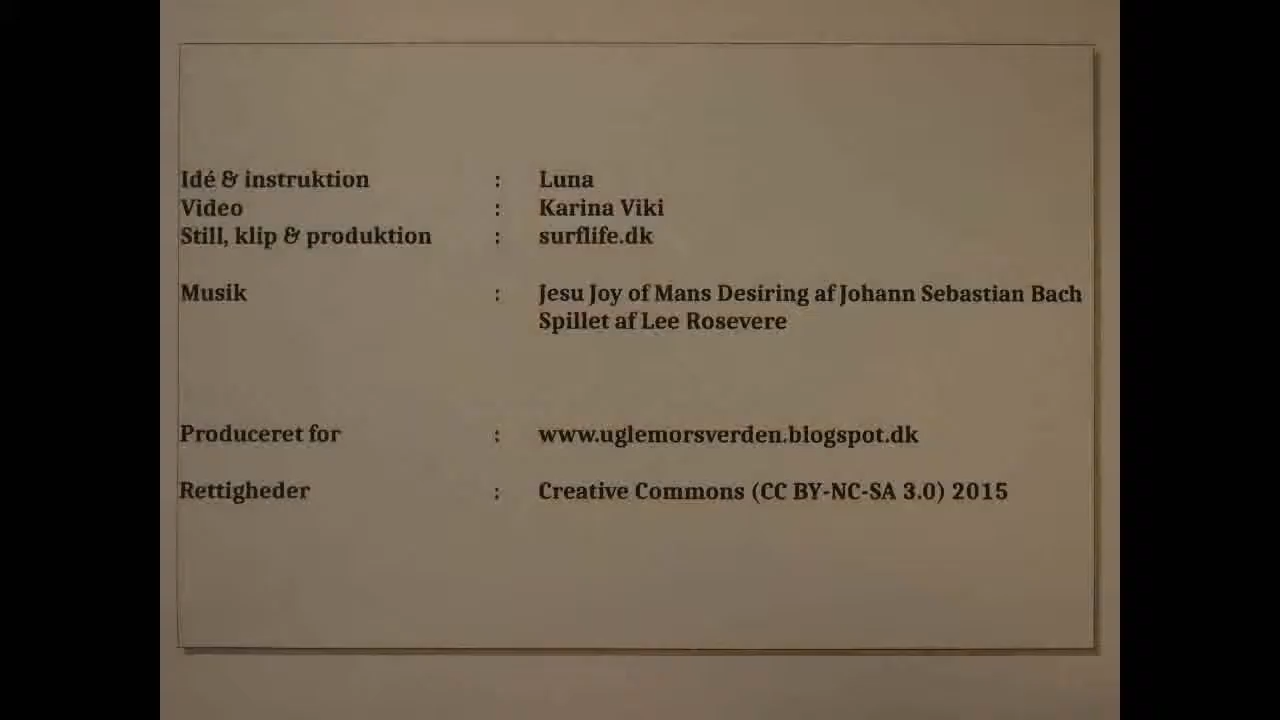 Idé & instruktion : Luna
Video : Karina Viki
Still, klip & produktion : surflife.dk
Musik : Jesu Joy of Mans Desiring af Johann Sebastian Bach
Spillet af Lee Rosevere
Produceret for : www.uglemorsverden.blogspot.dk
Rettigheder : Creative Commons (CC BY-NC-SA 3.0) 2015